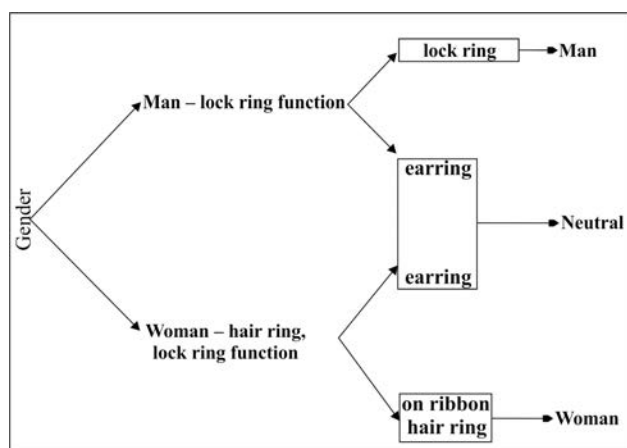 Gender
Man – lock ring function
Woman – hair ring,
lock ring function
lock ring
earring
earring
on ribbon
hair ring
Man
Neutral
Woman